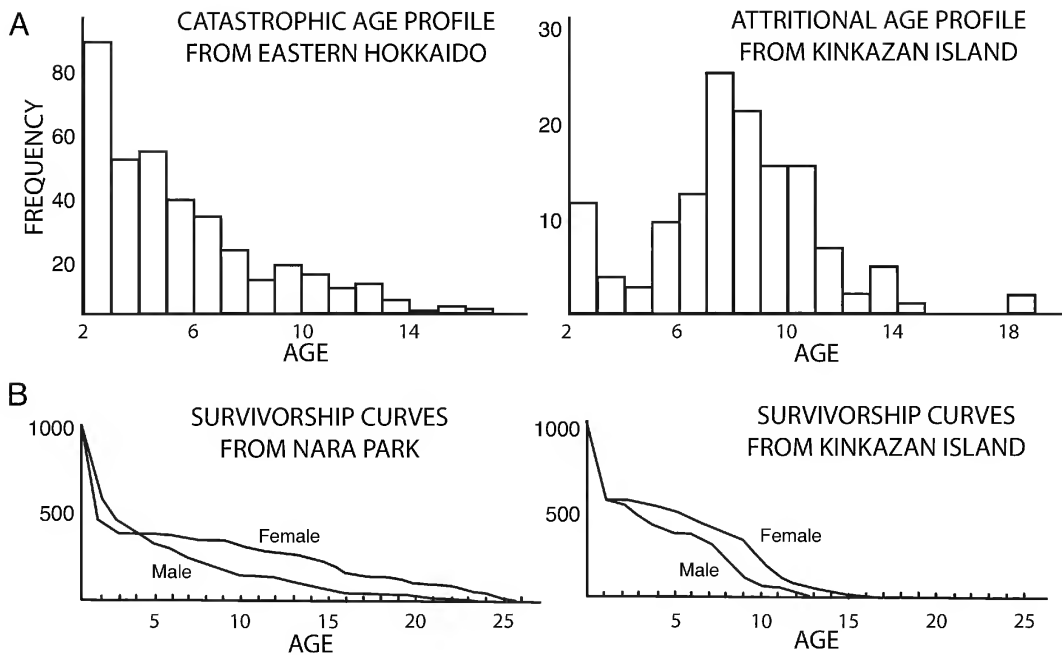 A
CATASTROPHIC AGE PROFILE
FROM EASTERN HOKKAIDO
FREQUENCY
80
60
40
20
2 6 10 14
AGE
ATTRITIONAL AGE PROFILE
FROM KINKAZAN ISLAND
30
20
10
2 6 10 14 18
AGE
B
SURVIVORSHIP CURVES
FROM NARA PARK
1000
500
Female
Male
5 10 15 20 25
AGE
SURVIVORSHIP CURVES
FROM KINKAZAN ISLAND
1000
500
Female
Male
5 10 15 20 25
AGE